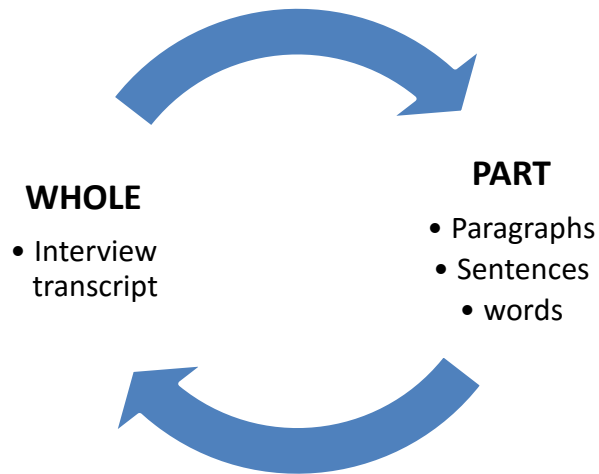 WHOLE
• Interview
transcript
PART
• Paragraphs
• Sentences
• words